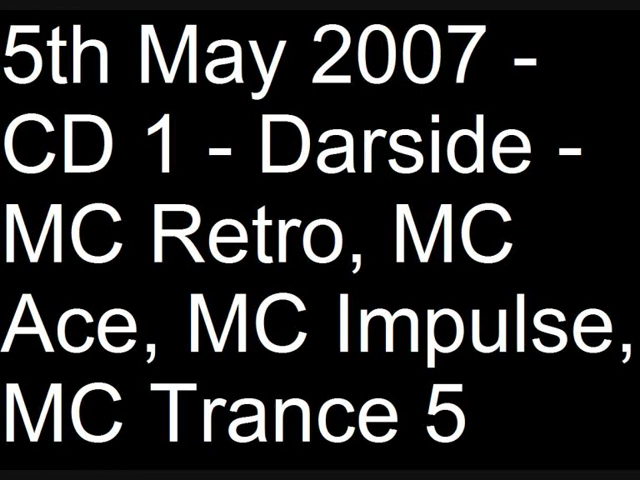 5th May 2007 -
CD 1 - Darside -
MC Retro, MC
Ace, MC Impulse,
MC Trance 5